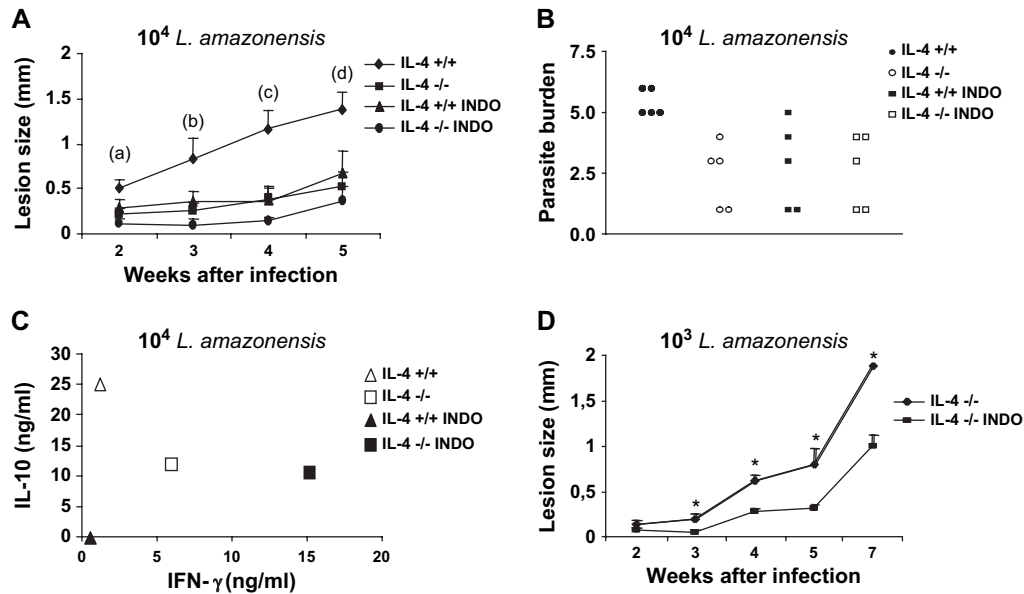 A
10⁴ L. amazonensis
Lesion size (mm)
2
1.5
1
0.5
0
(a)
(b)
(c)
(d)
2 3 4 5
Weeks after infection
IL-4 +/+
IL-4 -/-
IL-4 +/+ INDO
IL-4 -/- INDO
B
10⁴ L. amazonensis
Parasite burden
7.5
5.0
2.5
0.0
IL-4 +/+
IL-4 -/-
IL-4 +/+ INDO
IL-4 -/- INDO
C
10⁴ L. amazonensis
IL-10 (ng/ml)
30
25
20
15
10
5
0
0 5 10 15 20
IFN-γ(ng/ml)
IL-4 +/+
IL-4 -/-
IL-4 +/+ INDO
IL-4 -/- INDO
D
10³ L. amazonensis
Lesion size (mm)
2
1,5
1
0,5
0
*
*
*
*
2 3 4 5 7
Weeks after infection
IL-4 -/-
IL-4 -/- INDO